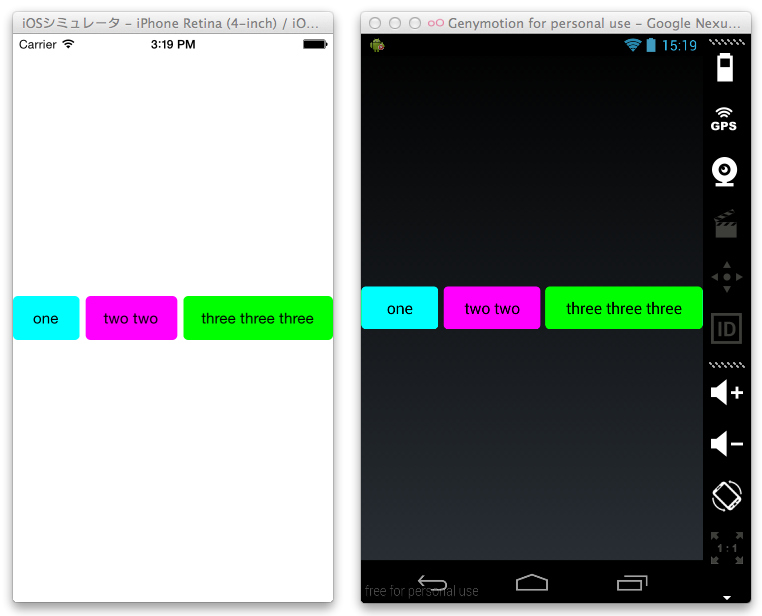 iOSシミュレータ – iPhone Retina (4-inch) / iO...
Carrier 3:19 PM
one
two two
three three three
Genymotion for personal use – Google Nexu...
15:19
one
two two
three three three
GPS
ID
1:1
free for personal use